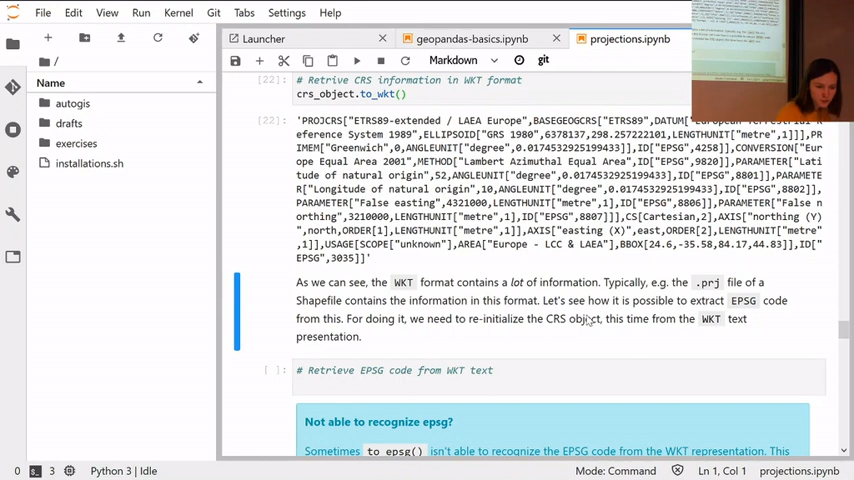 File Edit View Run Kernel Git Tabs Settings Help
Launcher
geopandas-basics.ipynb
projections.ipynb
Markdown
git
/
Name
autogis
drafts
exercises
installations.sh
[22]:
# Retrive CRS information in WKT format
crs_object.to_wkt()
[22]:
'PROJCRS["ETRS89-extended / LAEA Europe",BASEGEOGCRS["ETRS89",DATUM["European Terrestrial R
eference System 1989",ELLIPSOID["GRS 1980",6378137,298.257222101,LENGTHUNIT["metre",1]]],PR
IMEM["Greenwich",0,ANGLEUNIT["degree",0.0174532925199433]],ID["EPSG",4258]],CONVERSION["Eur
ope Equal Area 2001",METHOD["Lambert Azimuthal Equal Area",ID["EPSG",9820]],PARAMETER["Lati
tude of natural origin",52,ANGLEUNIT["degree",0.0174532925199433],ID["EPSG",8801]],PARAMETE
R["Longitude of natural origin",10,ANGLEUNIT["degree",0.0174532925199433],ID["EPSG",8802]],
PARAMETER["False easting",4321000,LENGTHUNIT["metre",1],ID["EPSG",8806]],PARAMETER["False n
orthing",3210000,LENGTHUNIT["metre",1],ID["EPSG",8807]]],CS[Cartesian,2],AXIS["northing (Y)
",north,ORDER[1],LENGTHUNIT["metre",1]],AXIS["easting (X)",east,ORDER[2],LENGTHUNIT["metre"
,1]],USAGE[SCOPE["unknown"],AREA["Europe - LCC & LAEA"],BBOX[24.6,-35.58,84.17,44.83]],ID["
EPSG",3035]]'
As we can see, the WKT format contains a lot of information. Typically, e.g. the .prj file of a
Shapefile contains the information in this format. Let's see how it is possible to extract EPSG code
from this. For doing it, we need to re-initialize the CRS object, this time from the WKT text
presentation.
[ ]:
# Retrieve EPSG code from WKT text
Not able to recognize epsg?
Sometimes to_epsg() isn't able to recognize the EPSG code from the WKT representation. This
0
3
Python 3 | Idle
Mode: Command
Ln 1, Col 1
projections.ipynb